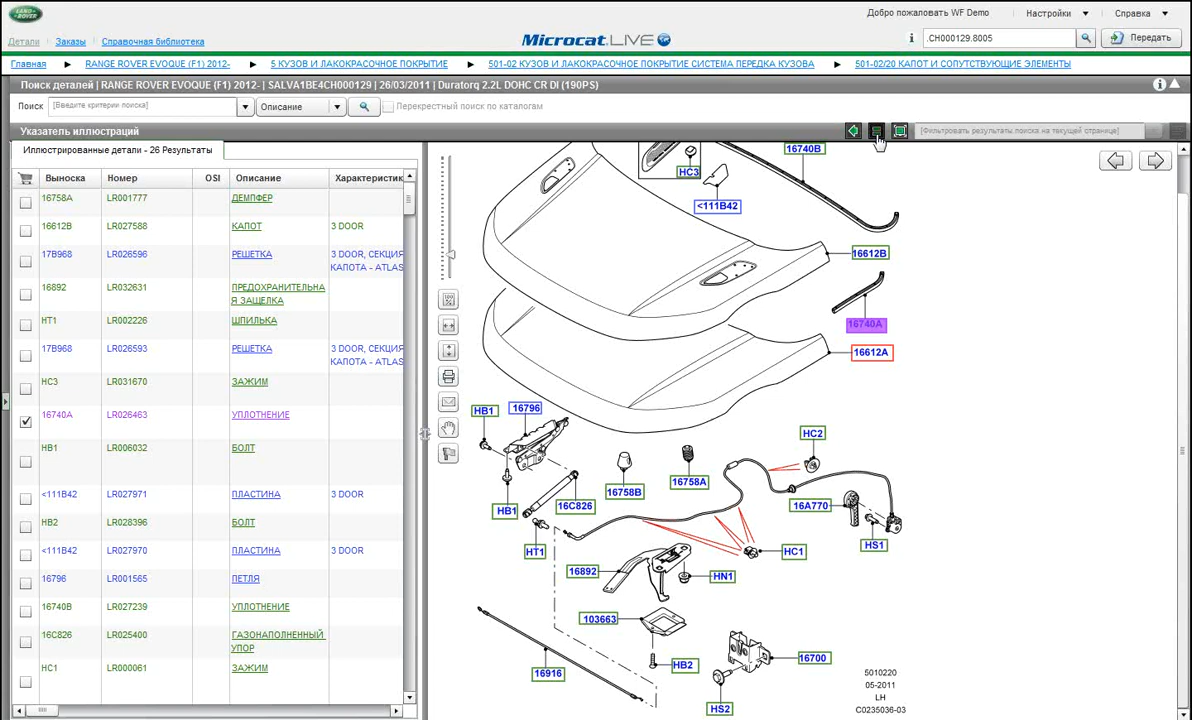 LAND ROVER
Добро пожаловать WF Demo
Настройки
Справка
Детали
Заказы
Справочная библиотека
Microcat.LIVE
i
.CH000129.8005
Передать
Главная
RANGE ROVER EVOQUE (F1) 2012-
5 КУЗОВ И ЛАКОКРАСОЧНОЕ ПОКРЫТИЕ
501-02 КУЗОВ И ЛАКОКРАСОЧНОЕ ПОКРЫТИЕ СИСТЕМА ПЕРЕДКА КУЗОВА
501-02/20 КАПОТ И СОПУТСТВУЮЩИЕ ЭЛЕМЕНТЫ
Поиск деталей | RANGE ROVER EVOQUE (F1) 2012- | SALVA1BE4CH000129 | 26/03/2011 | Duratorq 2.2L DOHC CR DI (190PS)
Поиск
[Введите критерии поиска]
Описание
Перекрестный поиск по каталогам
Указатель иллюстраций
[Фильтровать результаты поиска на текущей странице]
Иллюстрированные детали - 26 Результаты
Выноска Номер OSI Описание Характеристик
16758A LR001777 ДЕМПФЕР
16612B LR027588 КАПОТ 3 DOOR
17B968 LR026596 РЕШЕТКА 3 DOOR, СЕКЦИЯ
КАПОТА - ATLAS
16892 LR032631 ПРЕДОХРАНИТЕЛЬНА
Я ЗАЩЕЛКА
HT1 LR002226 ШПИЛЬКА
17B968 LR026593 РЕШЕТКА 3 DOOR, СЕКЦИЯ
КАПОТА - ATLAS
HC3 LR031670 ЗАЖИМ
16740A LR026463 УПЛОТНЕНИЕ
HB1 LR006032 БОЛТ
<111B42 LR027971 ПЛАСТИНА 3 DOOR
HB2 LR028396 БОЛТ
<111B42 LR027970 ПЛАСТИНА 3 DOOR
16796 LR001565 ПЕТЛЯ
16740B LR027239 УПЛОТНЕНИЕ
16C826 LR025400 ГАЗОНАПОЛНЕННЫЙ
УПОР
HC1 LR000061 ЗАЖИМ
16740B
HC3
<111B42
16612B
16740A
16612A
HB1
16796
HC2
16758A
16758B
HB1
16C826
16A770
HS1
HT1
HC1
16892
HN1
103663
HB2
16700
16916
HS2
5010220
05-2011
LH
C0235036-03